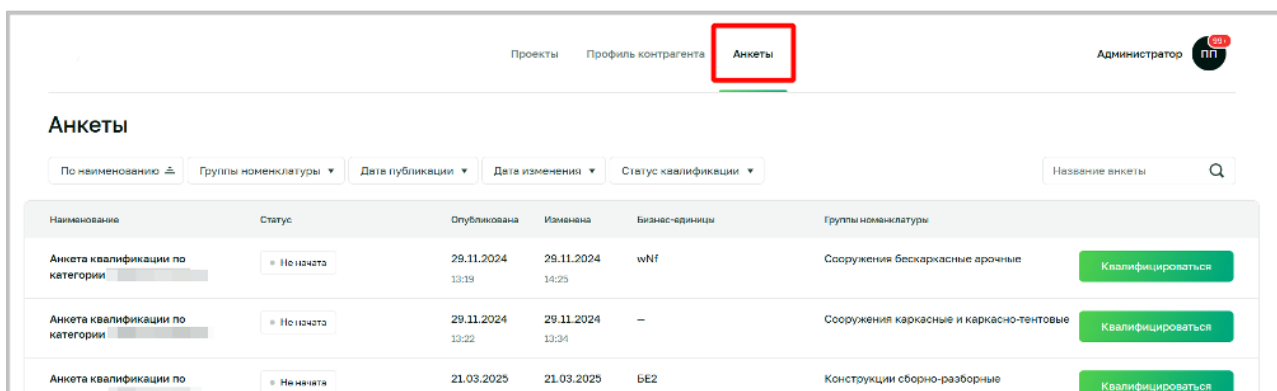 Проекты Профиль контрагента Анкеты Администратор 99+ ПП
Анкеты
По наименованию Группы номенклатуры Дата публикации Дата изменения Статус квалификации Название анкеты
Наименование Статус Опубликована Изменена Бизнес-единицы Группы номенклатуры
Анкета квалификации по категории Не начата 29.11.2024 13:19 29.11.2024 14:25 wNf Сооружения бескаркасные арочные Квалифицироваться
Анкета квалификации по категории Не начата 29.11.2024 13:22 29.11.2024 13:34 — Сооружения каркасные и каркасно-тентовые Квалифицироваться
Анкета квалификации по Не начата 21.03.2025 21.03.2025 БЕ2 Конструкции сборно-разборные Квалифицироваться